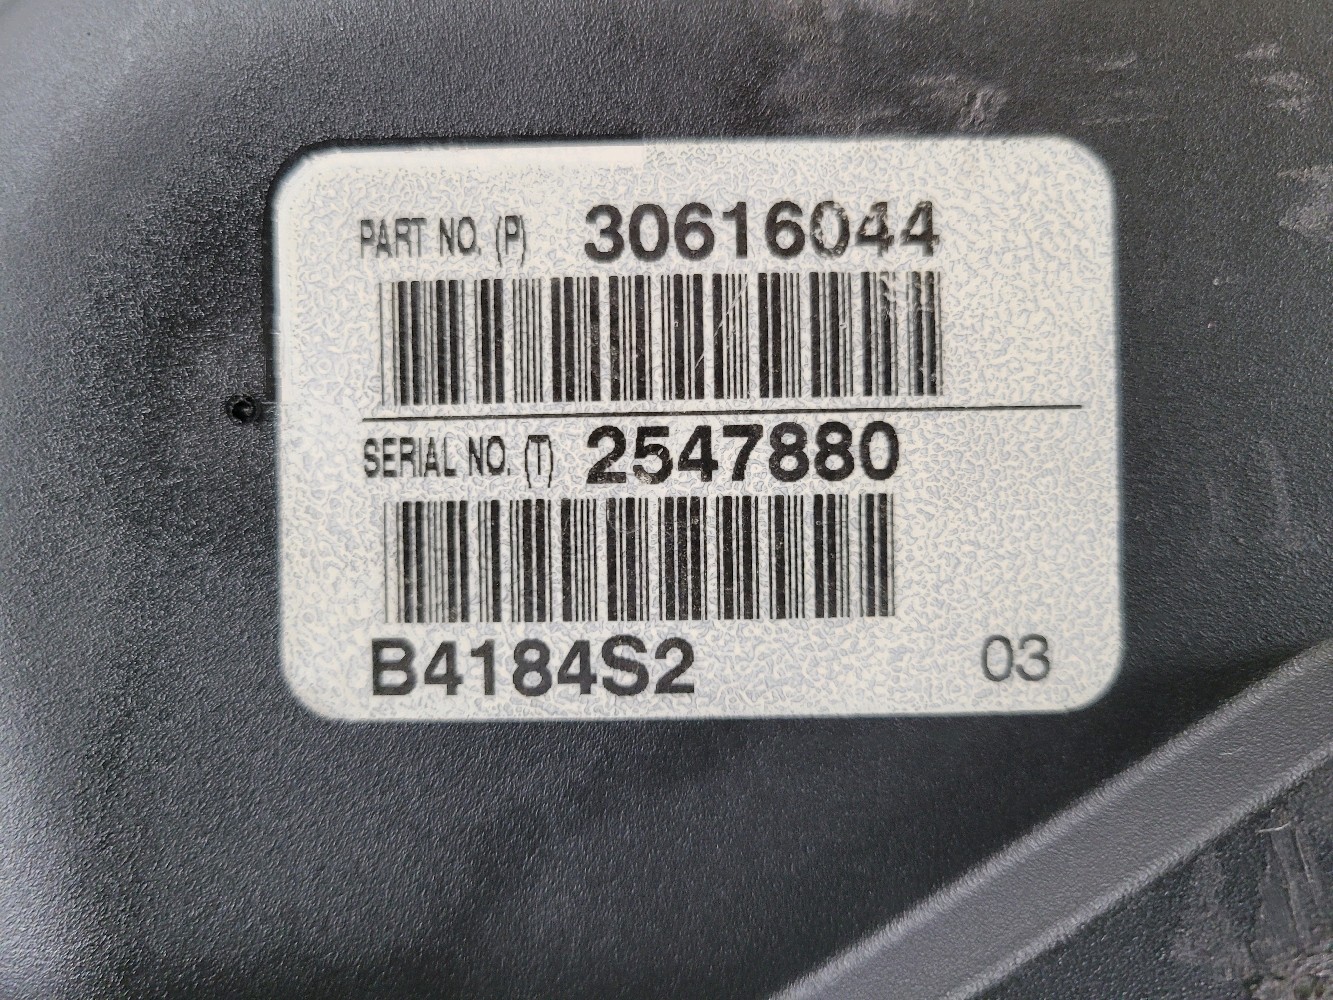 PART NO. (P) 30616044
SERIAL NO. (T) 2547880
B4184S2 03